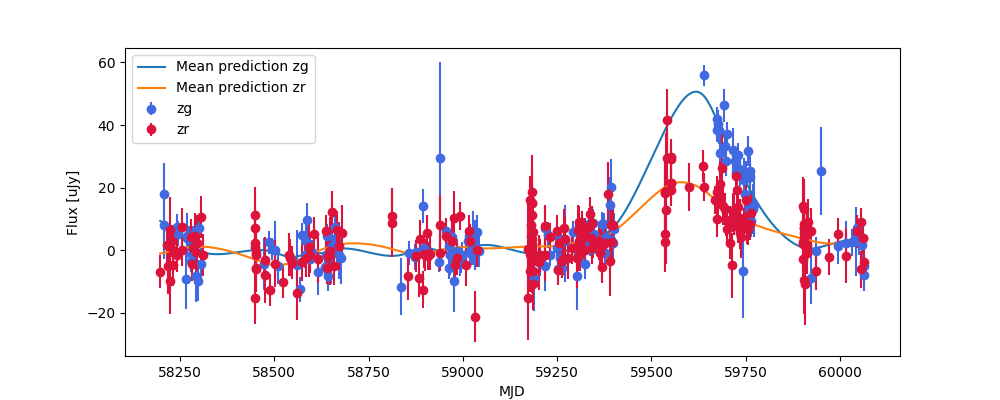 Mean prediction zg
Mean prediction zr
zg
zr
Flux [uJy]
60
40
20
0
−20
58250 58500 58750 59000 59250 59500 59750 60000
MJD